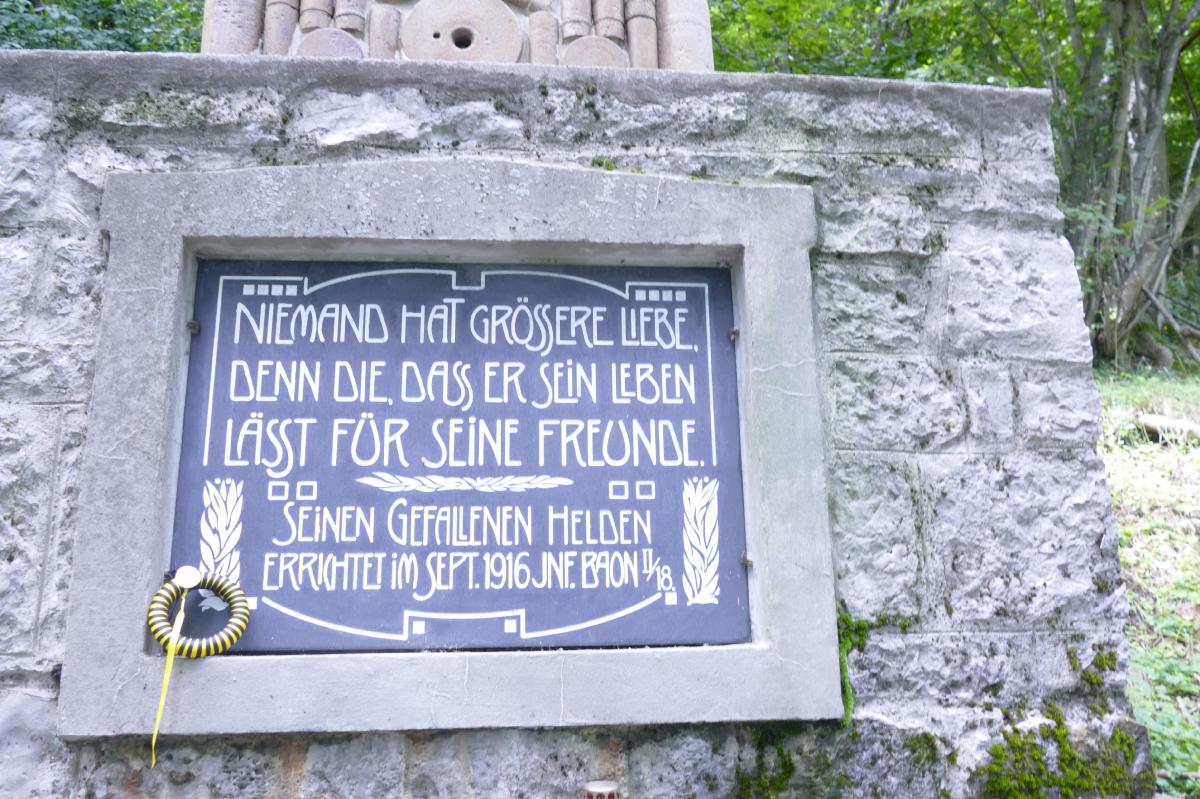 NIEMAND HAT GRÖSSERE LIEBE,
DENN DIE, DASS ER SEIN LEBEN
LÄSST FÜR SEINE FREUNDE.
SEINEN GEFALLENEN HELDEN
ERRICHTET IM SEPT. 1916 JNF. BAON II/18.